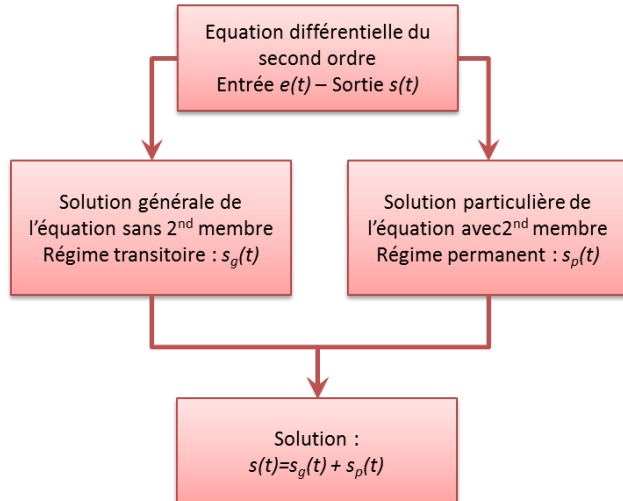 Equation différentielle du
second ordre
Entrée e(t) – Sortie s(t)
Solution générale de
l'équation sans 2nd membre
Régime transitoire : sg(t)
Solution particulière de
l'équation avec2nd membre
Régime permanent : sp(t)
Solution :
s(t)=sg(t) + sp(t)